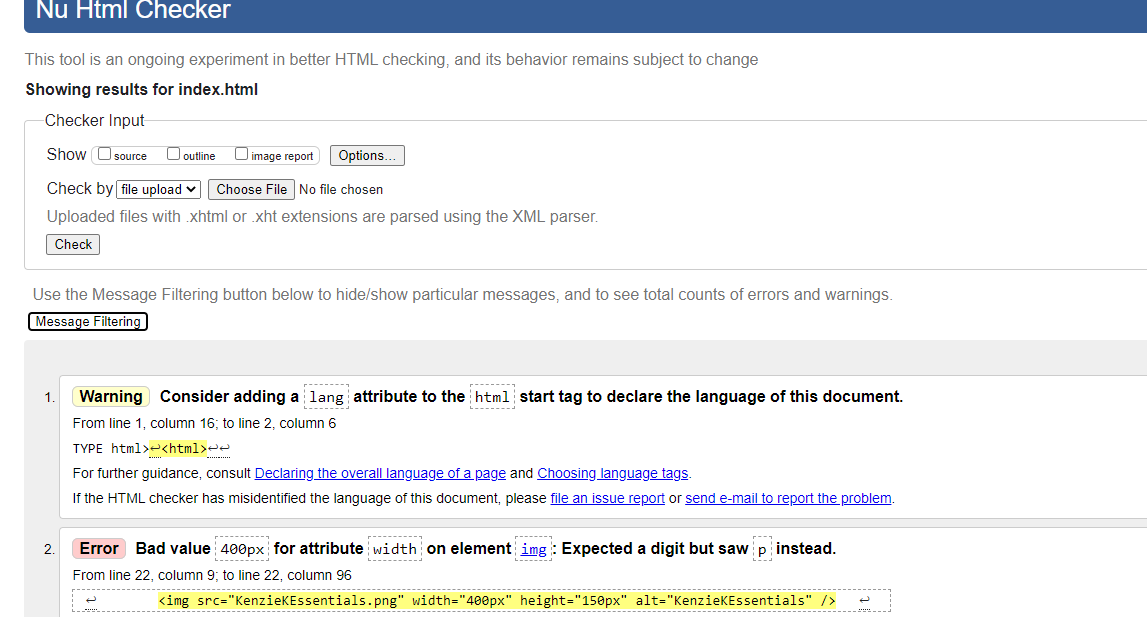 Nu Html Checker
This tool is an ongoing experiment in better HTML checking, and its behavior remains subject to change
Showing results for index.html
Checker Input
Show source outline image report Options...
Check by file upload Choose File No file chosen
Uploaded files with .xhtml or .xht extensions are parsed using the XML parser.
Check
Use the Message Filtering button below to hide/show particular messages, and to see total counts of errors and warnings.
Message Filtering
1. Warning Consider adding a lang attribute to the html start tag to declare the language of this document.
From line 1, column 16; to line 2, column 6
TYPE html>↩<html>↩↩
For further guidance, consult Declaring the overall language of a page and Choosing language tags.
If the HTML checker has misidentified the language of this document, please file an issue report or send e-mail to report the problem.
2. Error Bad value 400px for attribute width on element img: Expected a digit but saw p instead.
From line 22, column 9; to line 22, column 96
↩ <img src="KenzieKEssentials.png" width="400px" height="150px" alt="KenzieKEssentials" /> ↩